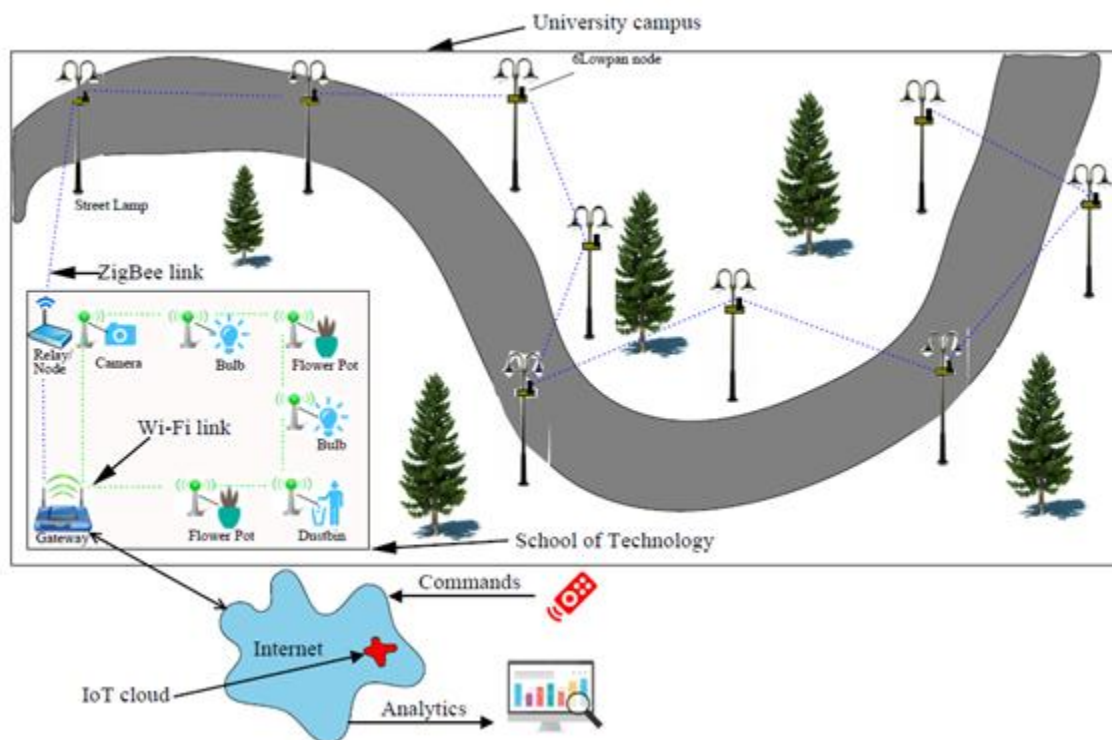 University campus
6Lowpan node
Street Lamp
ZigBee link
Relay/
Node
Camera
Bulb
Flower Pot
Bulb
Wi-Fi link
Gateway
Flower Pot
Dustbin
School of Technology
Commands
Internet
IoT cloud
Analytics